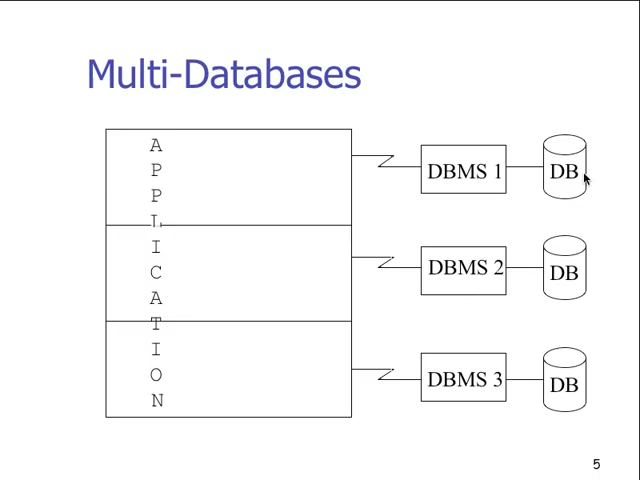 Multi-Databases
A
P
P
L
I
C
A
T
I
O
N
DBMS 1
DB
DBMS 2
DB
DBMS 3
DB
5